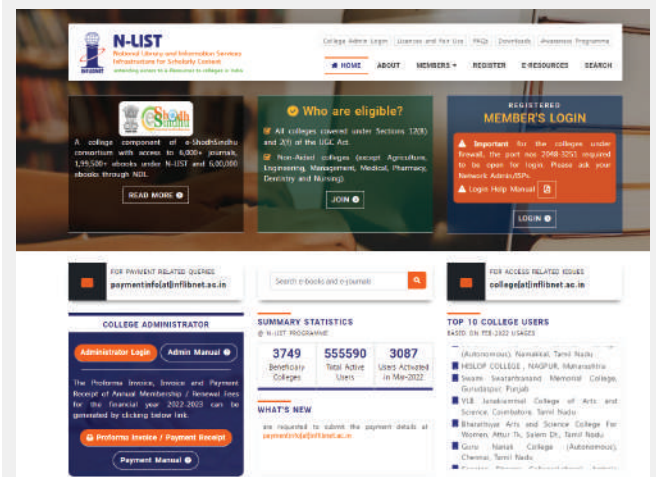 N-LIST
National Library and Information Services
Infrastructure for Scholarly Content
extending access to e-Resources to colleges in India
INFLIBNET
College Admin Login
Licences and Fair Use
FAQs
Downloads
Awareness Programme
HOME
ABOUT
MEMBERS
REGISTER
E-RESOURCES
SEARCH
e-Shodh
Sindhu
A college component of e-ShodhSindhu
consortium with access to 6,000+ journals,
1,99,500+ ebooks under N-LIST and 6,00,000
ebooks through NDL.
READ MORE
Who are eligible?
All colleges covered under Sections 12(B)
and 2(f) of the UGC Act.
Non-Aided colleges (except Agriculture,
Engineering, Management, Medical, Pharmacy,
Dentistry and Nursing).
JOIN
REGISTERED
MEMBER'S LOGIN
Important for the colleges under
firewall, the port nos 2048-3251 required
to be open for login. Please ask your
Network Admin/ISPs.
Login Help Manual
LOGIN
FOR PAYMENT RELATED QUERIES
paymentinfo[at]inflibnet.ac.in
Search e-books and e-journals
FOR ACCESS RELATED ISSUES
college[at]inflibnet.ac.in
COLLEGE ADMINISTRATOR
Administrator Login
Admin Manual
The Proforma Invoice, Invoice and Payment
Receipt of Annual Membership / Renewal Fees
for the financial year 2022-2023 can be
generated by clicking below link.
Proforma Invoice / Payment Receipt
Payment Manual
SUMMARY STATISTICS
@ N-LIST PROGRAMME
3749
Beneficiary
Colleges
555590
Total Active
Users
3087
Users Activated
in Mar-2022
WHAT'S NEW
are requested to submit the payment details at
paymentinfo[at]inflibnet.ac.in
TOP 10 COLLEGE USERS
BASED ON FEB-2022 USAGES
(Autonomous), Namakkal, Tamil Nadu
HISLOP COLLEGE , NAGPUR, Maharashtra
Swami Swatantranand Memorial College,
Gurudaspur, Punjab
VLB Janakiammal College of Arts and
Science, Coimbatore, Tamil Nadu
Bharathiyar Arts and Science College For
Women, Attur Tk, Salem Dt., Tamil Nadu
Guru Nanak College (Autonomous),
Chennai, Tamil Nadu